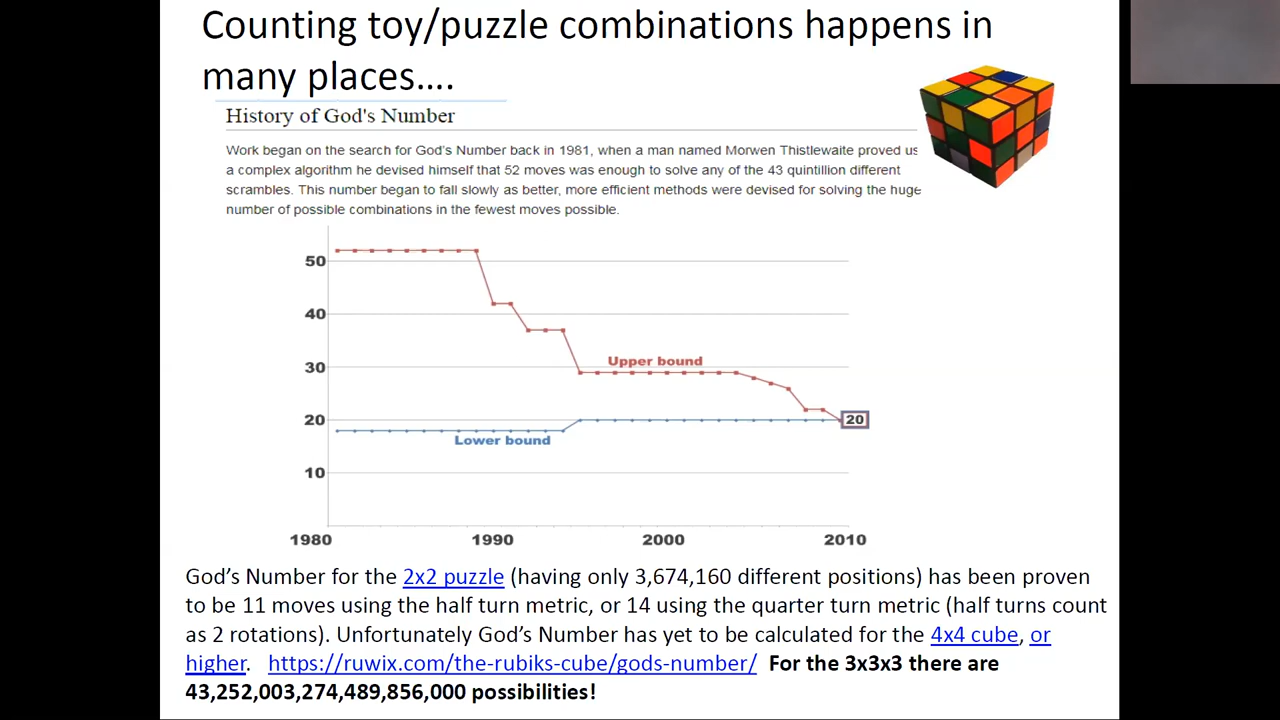 Counting toy/puzzle combinations happens in
many places....
History of God's Number
Work began on the search for God's Number back in 1981, when a man named Morwen Thistlewaite proved us
a complex algorithm he devised himself that 52 moves was enough to solve any of the 43 quintillion different
scrambles. This number began to fall slowly as better, more efficient methods were devised for solving the huge
number of possible combinations in the fewest moves possible.
50
40
30
Upper bound
20
20
Lower bound
10
1980
1990
2000
2010
God's Number for the 2x2 puzzle (having only 3,674,160 different positions) has been proven
to be 11 moves using the half turn metric, or 14 using the quarter turn metric (half turns count
as 2 rotations). Unfortunately God's Number has yet to be calculated for the 4x4 cube, or
higher. https://ruwix.com/the-rubiks-cube/gods-number/ For the 3x3x3 there are
43,252,003,274,489,856,000 possibilities!